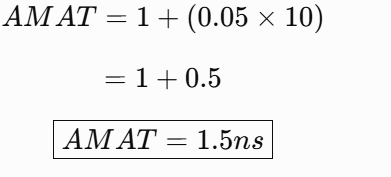 AMAT = 1 + (0.05 × 10)
= 1 + 0.5
AMAT = 1.5ns